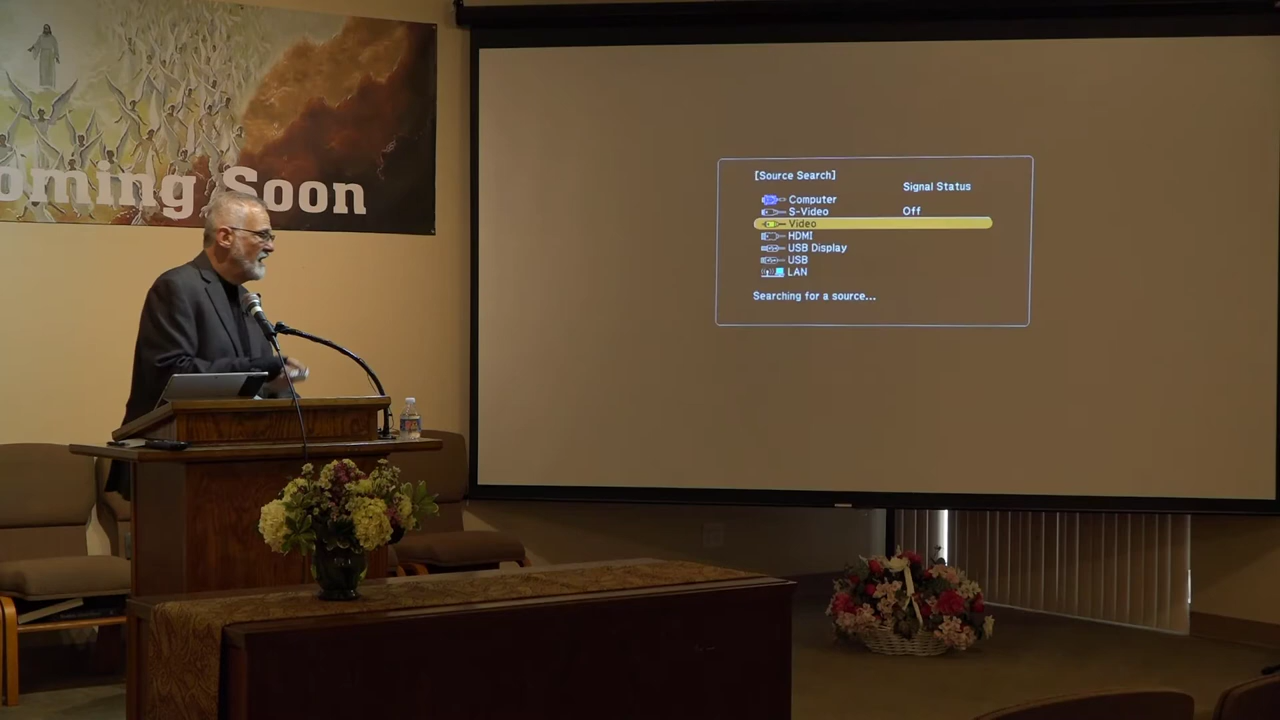 oming Soon
[Source Search]
Signal Status
Computer
S-Video Off
Video
HDMI
USB Display
USB
LAN
Searching for a source...